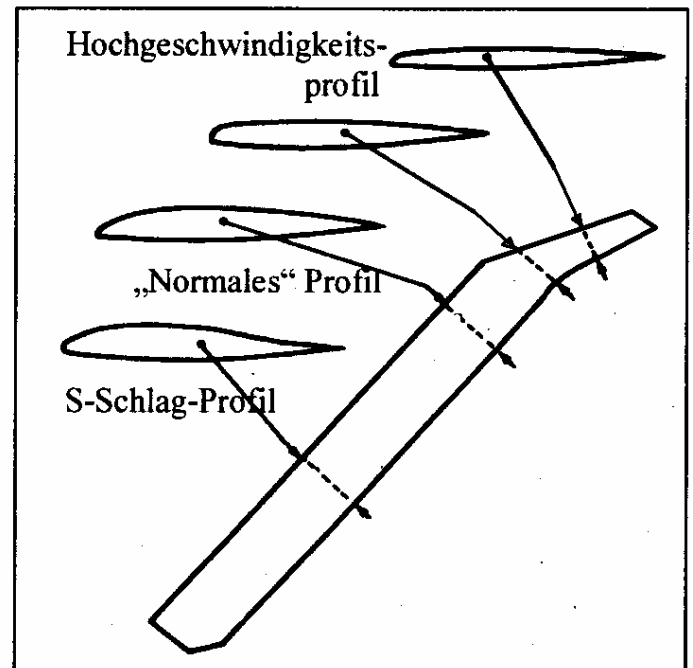 Hochgeschwindigkeits-
profil
„Normales“ Profil
S-Schlag-Profil